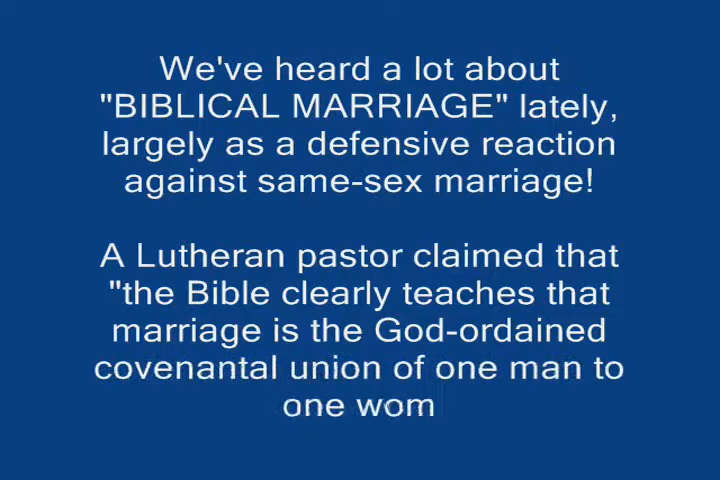 We've heard a lot about
"BIBLICAL MARRIAGE" lately,
largely as a defensive reaction
against same-sex marriage!
A Lutheran pastor claimed that
"the Bible clearly teaches that
marriage is the God-ordained
covenantal union of one man to
one wom